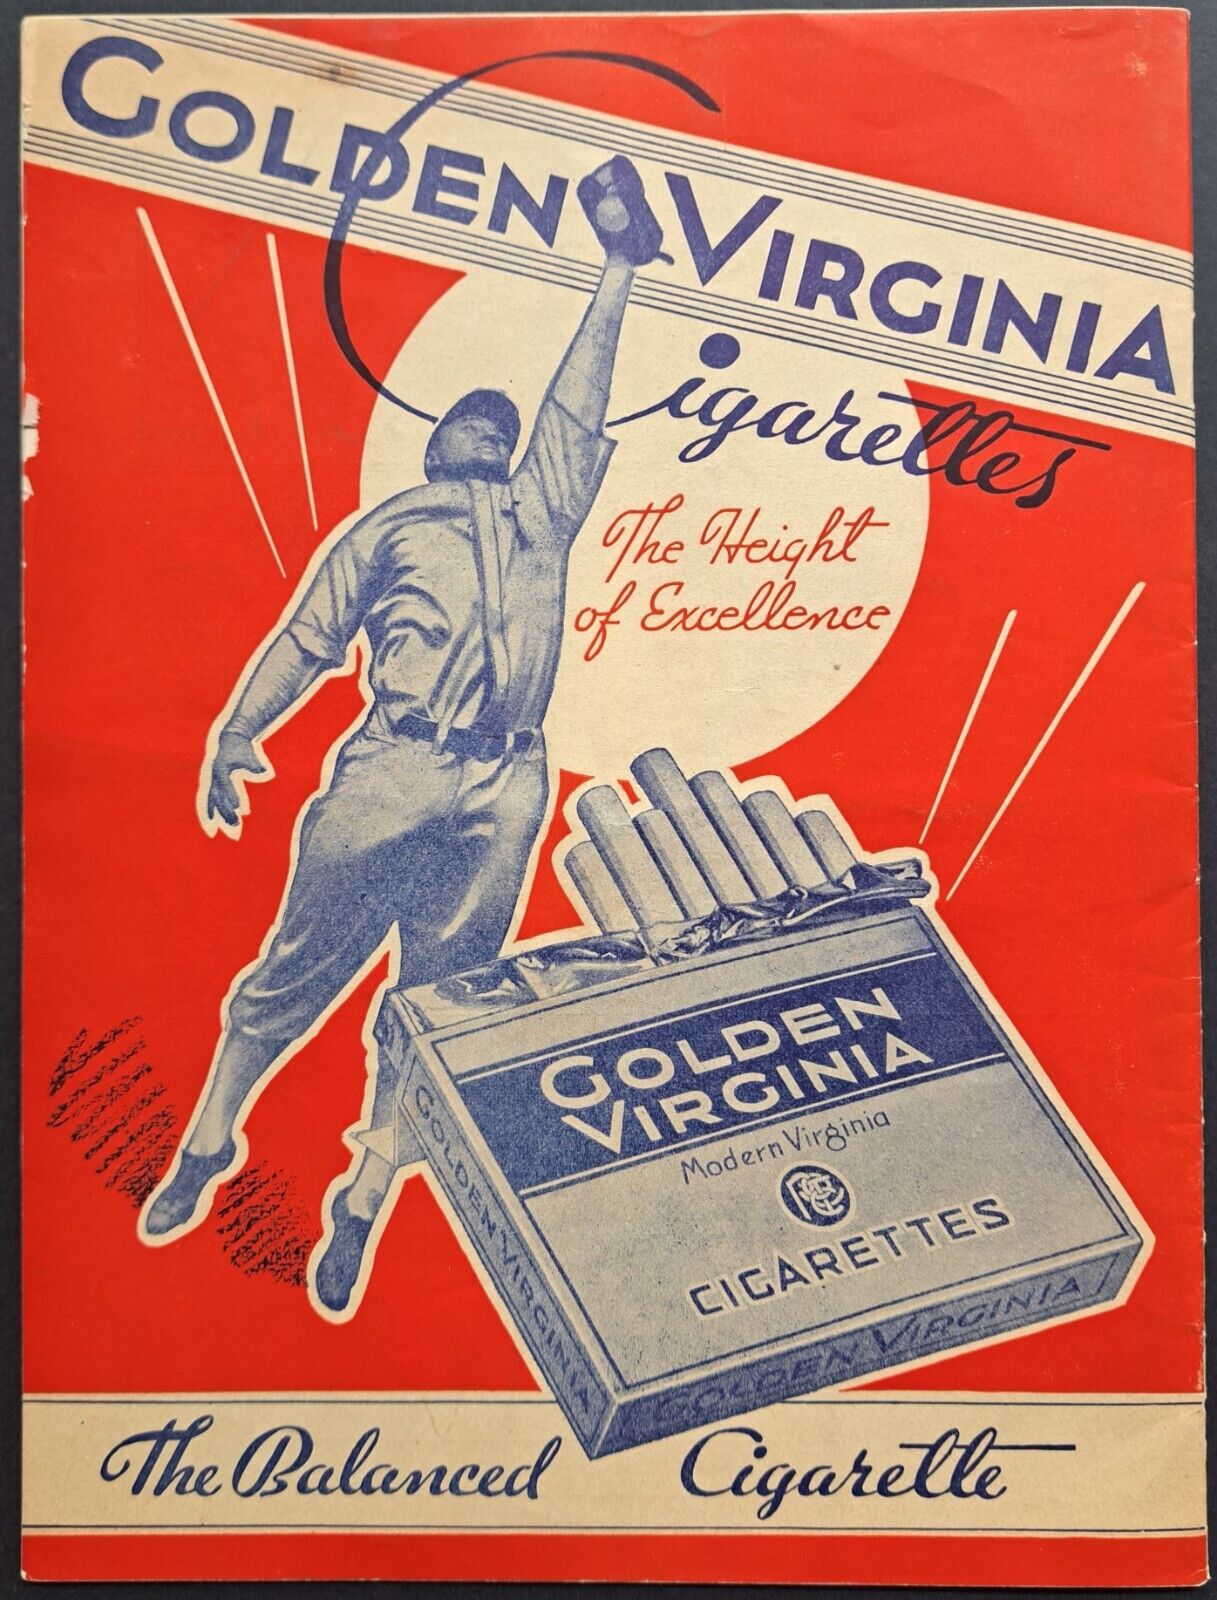 GOLDEN VIRGINIA
Cigarettes
The Height
of Excellence
GOLDEN
VIRGINIA
Modern Virginia
CIGARETTES
GOLDEN VIRGINIA
GOLDEN VIRGINIA
The Balanced Cigarette